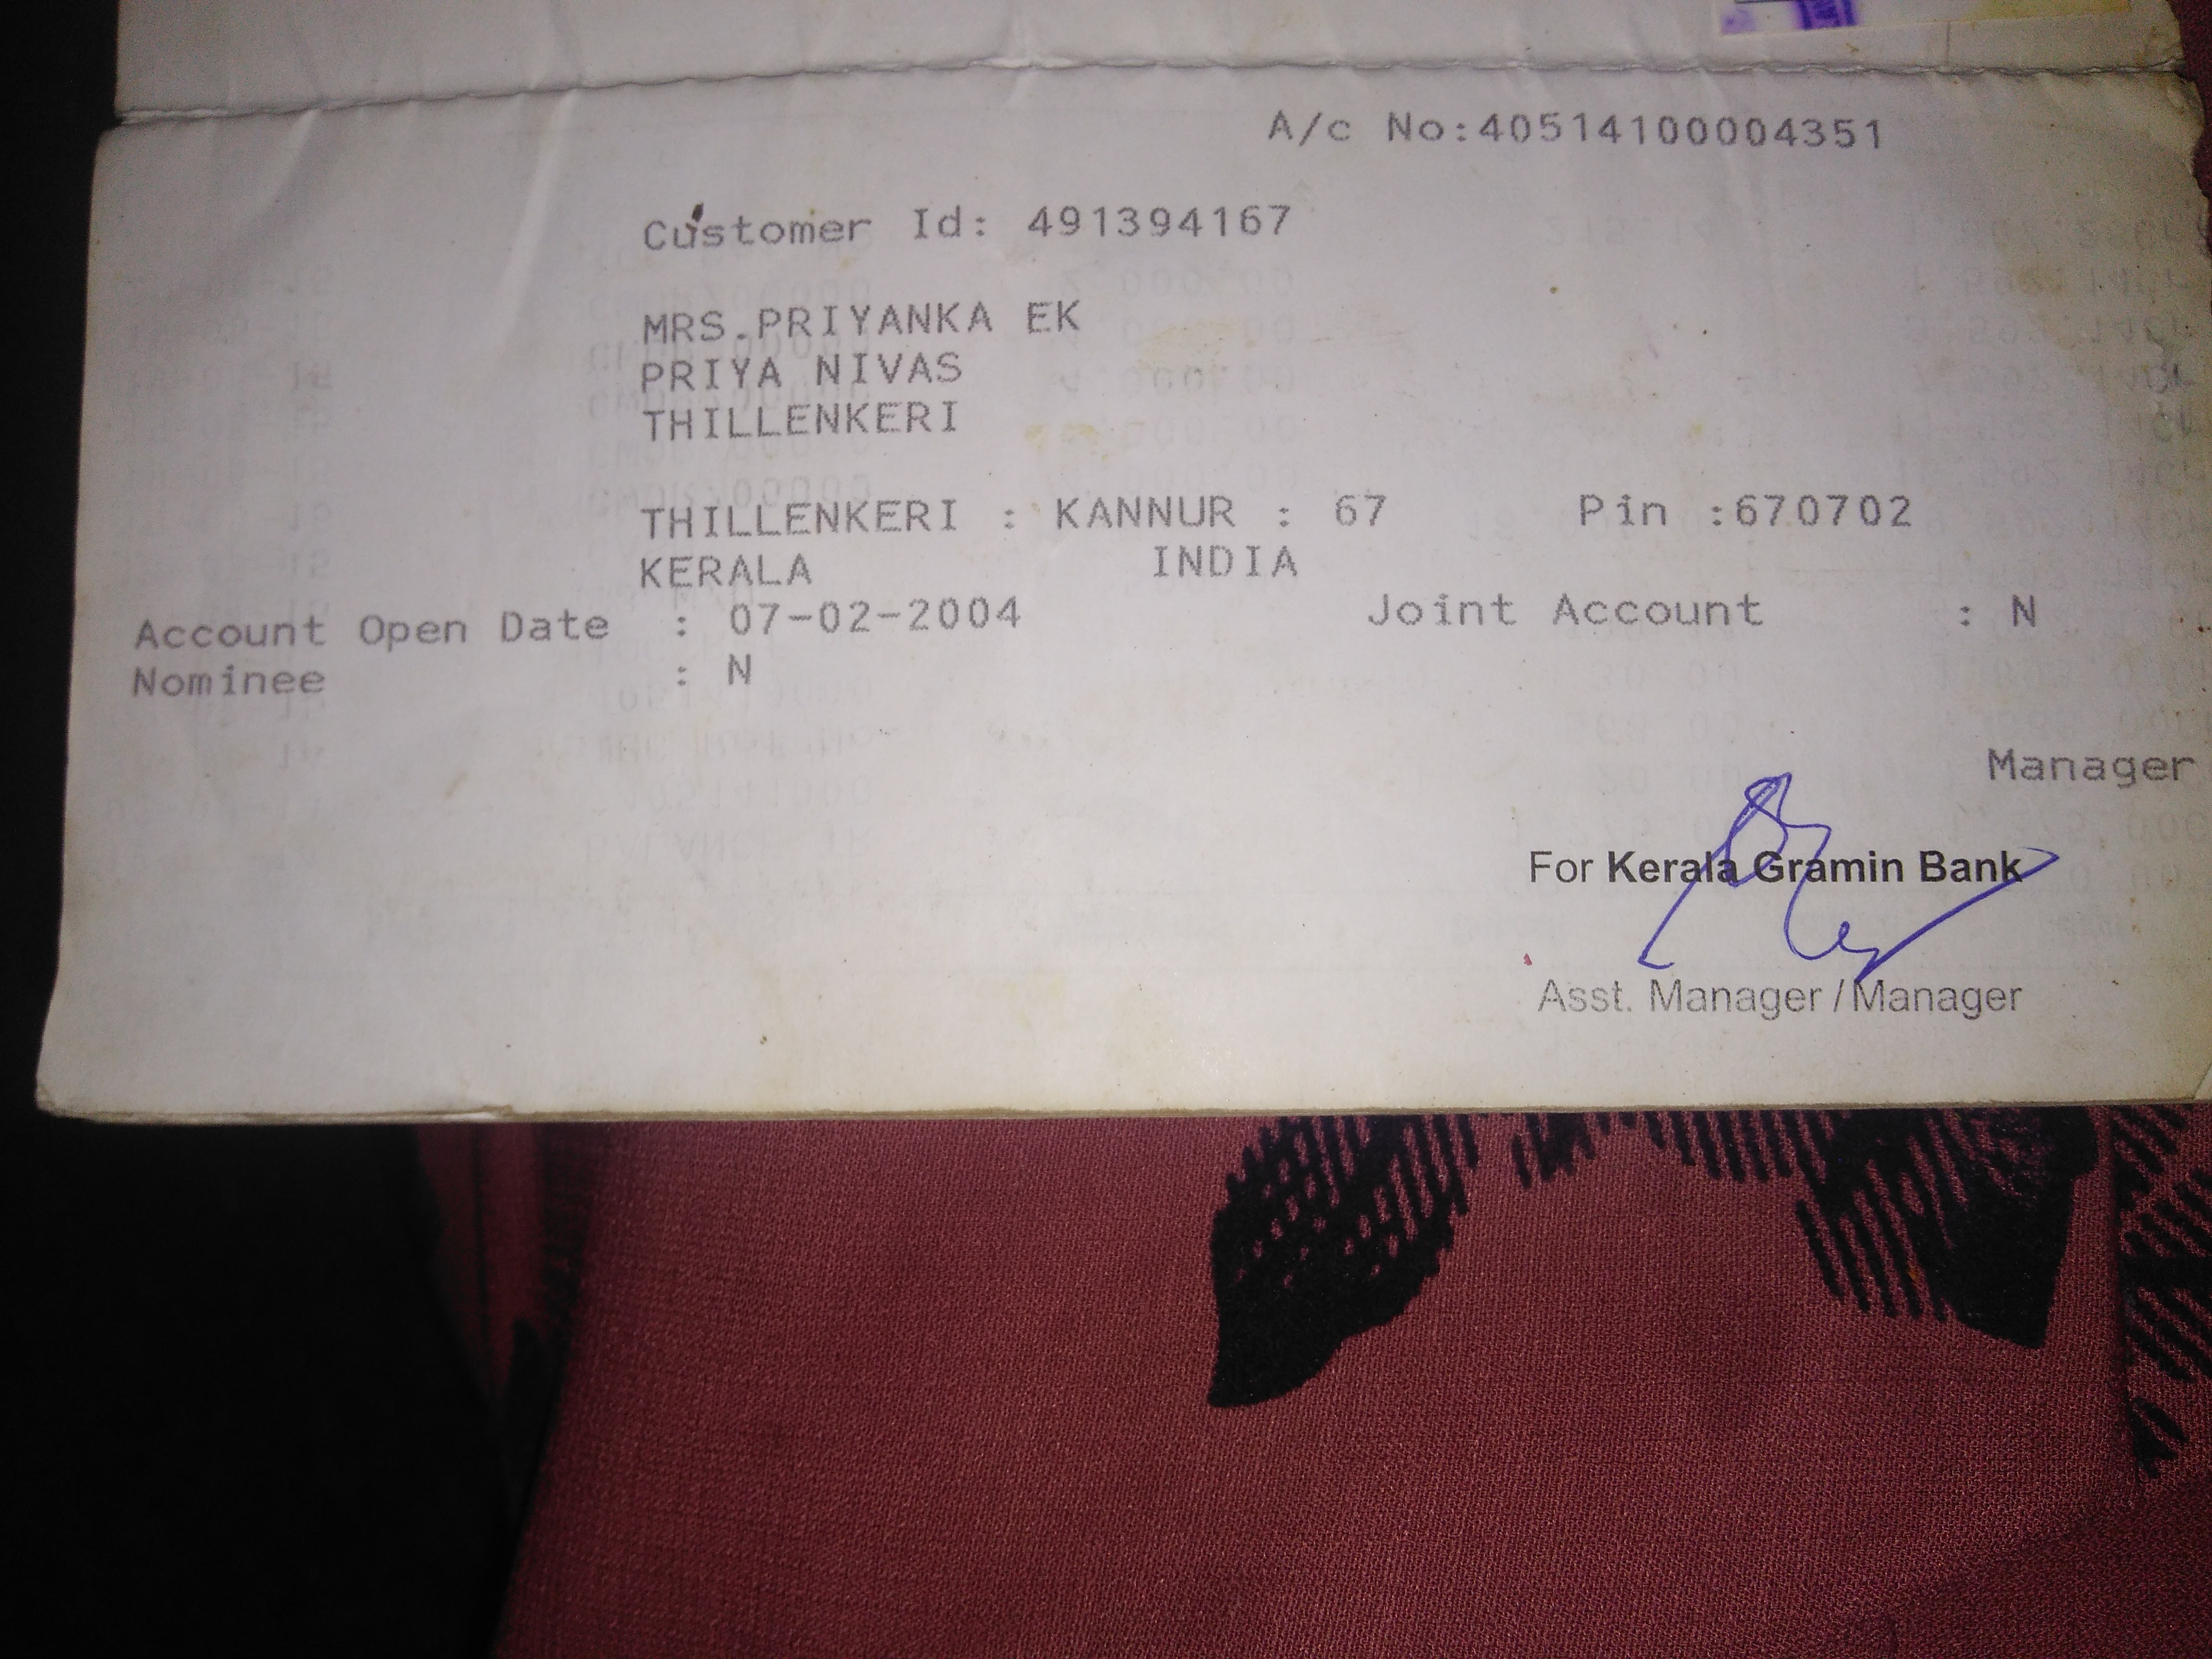 A/c No:40514100004351
Customer Id: 491394167
MRS.PRIYANKA EK
PRIYA NIVAS
THILLENKERI
THILLENKERI : KANNUR : 67 Pin :670702
KERALA INDIA
Account Open Date : 07-02-2004 Joint Account : N
Nominee : N
Manager
For Kerala Gramin Bank
Asst. Manager / Manager